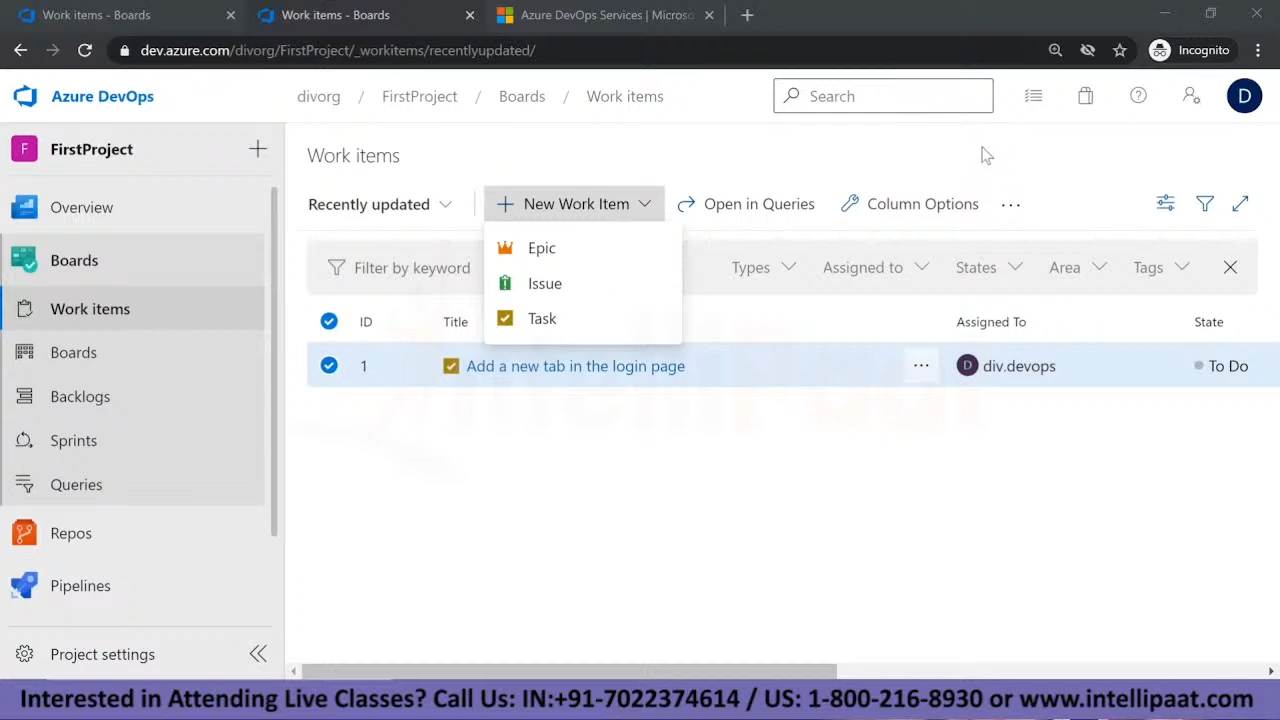 Work items - Boards
Work items - Boards
Azure DevOps Services | Microso
dev.azure.com/divorg/FirstProject/_workitems/recentlyupdated/
Incognito
Azure DevOps
divorg / FirstProject / Boards / Work items
Search
D
F FirstProject
Overview
Boards
Work items
Boards
Backlogs
Sprints
Queries
Repos
Pipelines
Project settings
Work items
Recently updated
New Work Item
Open in Queries
Column Options
Epic
Issue
Task
Filter by keyword
Types
Assigned to
States
Area
Tags
ID Title Assigned To State
1 Add a new tab in the login page D div.devops To Do
Interested in Attending Live Classes? Call Us: IN:+91-7022374614 / US: 1-800-216-8930 or www.intellipaat.com